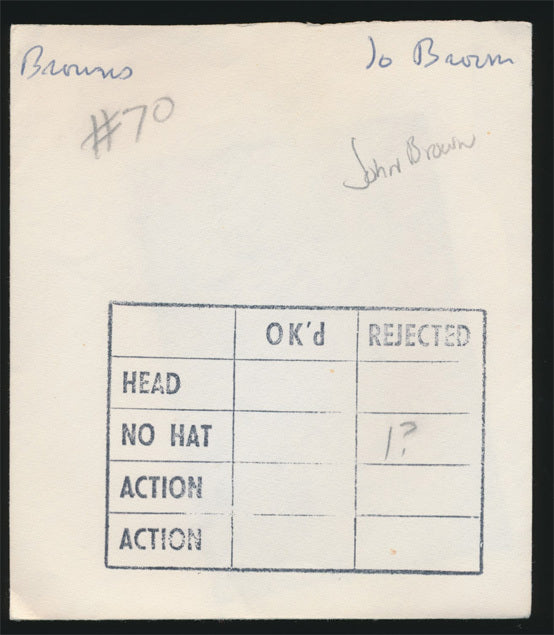 Browns Jo Brown
#70
John Brown
OK'd REJECTED
HEAD
NO HAT 1?
ACTION
ACTION